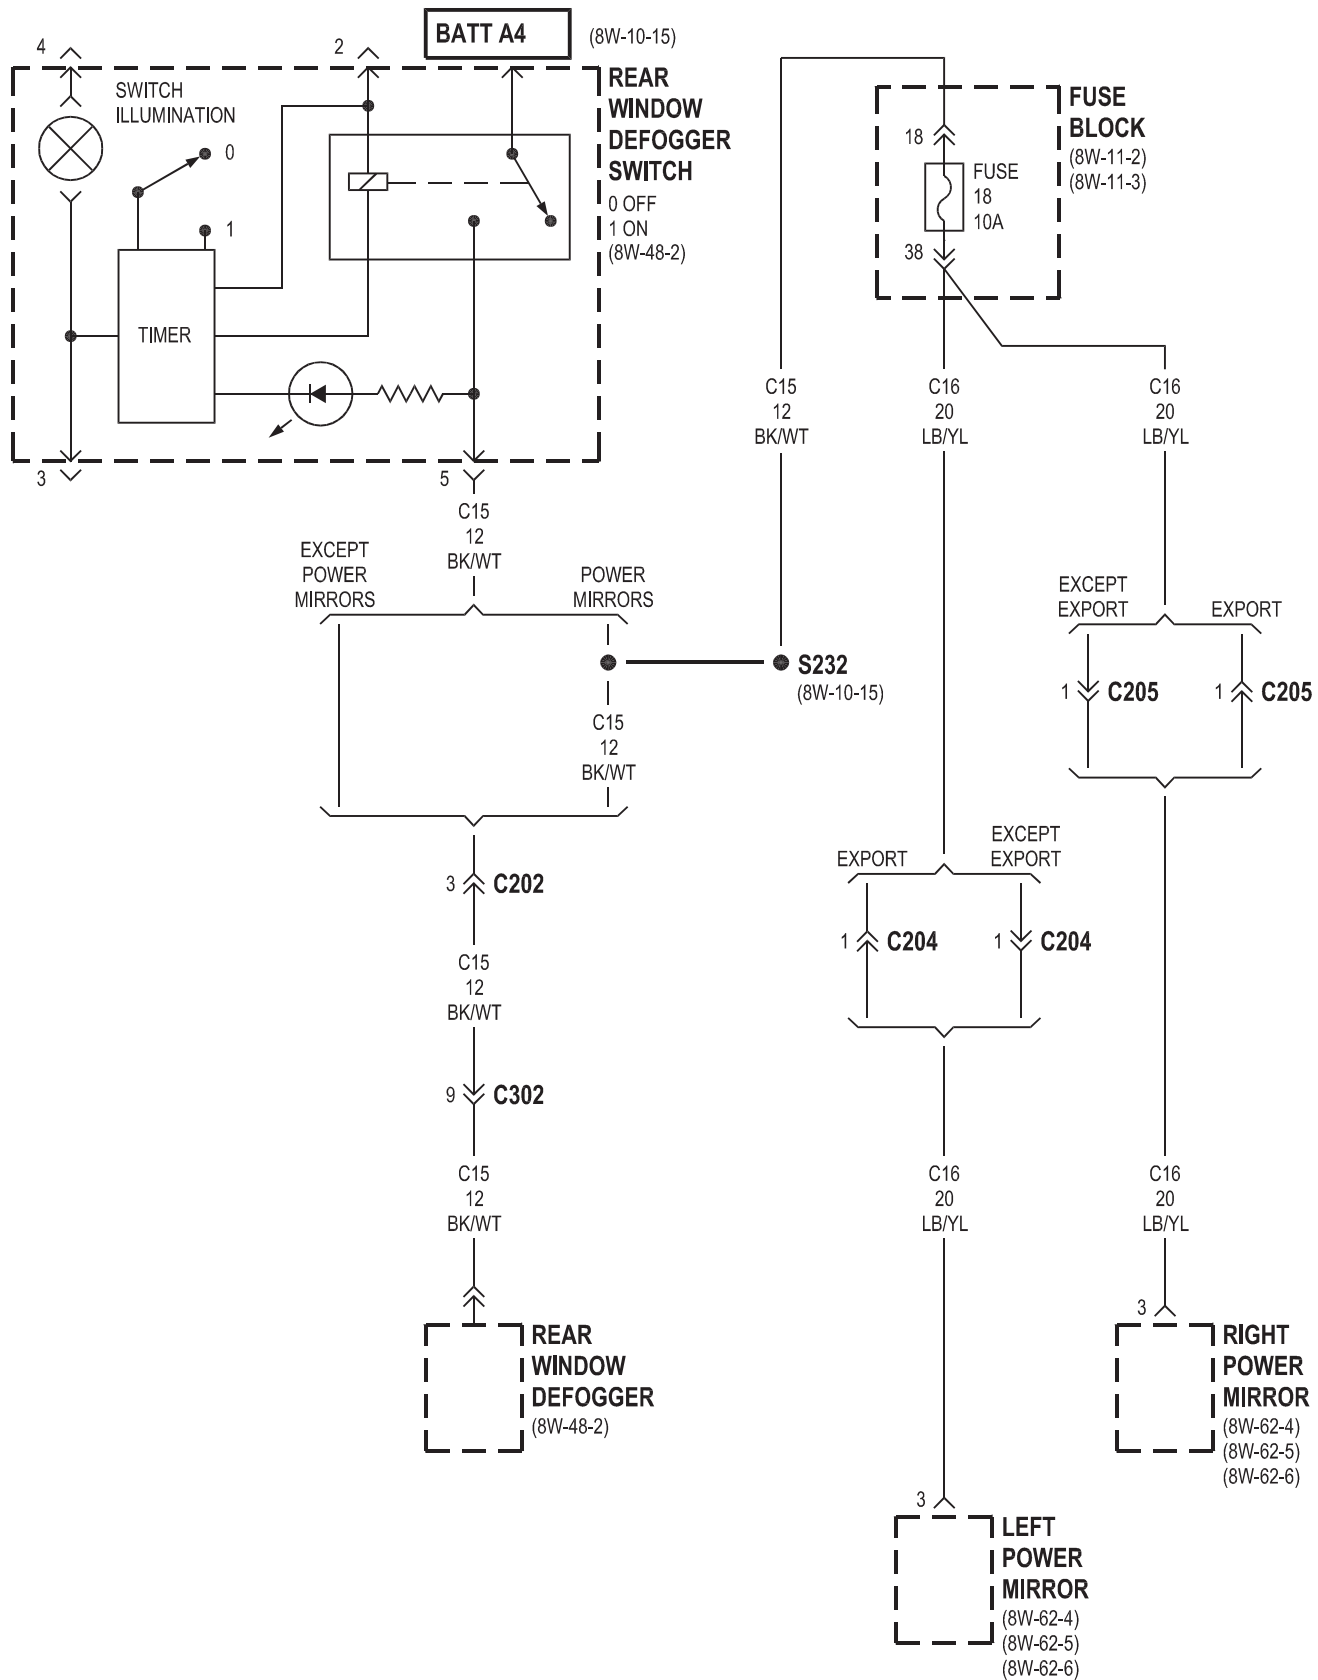 BATT A4
(8W-10-15)
4
2
SWITCH
ILLUMINATION
0
1
TIMER
REAR
WINDOW
DEFOGGER
SWITCH
0 OFF
1 ON
(8W-48-2)
3
5
FUSE
BLOCK
(8W-11-2)
(8W-11-3)
18
FUSE
18
10A
38
C15
12
BK/WT
C16
20
LB/YL
C16
20
LB/YL
C15
12
BK/WT
EXCEPT
POWER
MIRRORS
POWER
MIRRORS
S232
(8W-10-15)
C15
12
BK/WT
EXCEPT
EXPORT
EXPORT
1 C205
1 C205
EXPORT
EXCEPT
EXPORT
1 C204
1 C204
3 C202
C15
12
BK/WT
9 C302
C15
12
BK/WT
C16
20
LB/YL
C16
20
LB/YL
REAR
WINDOW
DEFOGGER
(8W-48-2)
3
RIGHT
POWER
MIRROR
(8W-62-4)
(8W-62-5)
(8W-62-6)
3
LEFT
POWER
MIRROR
(8W-62-4)
(8W-62-5)
(8W-62-6)